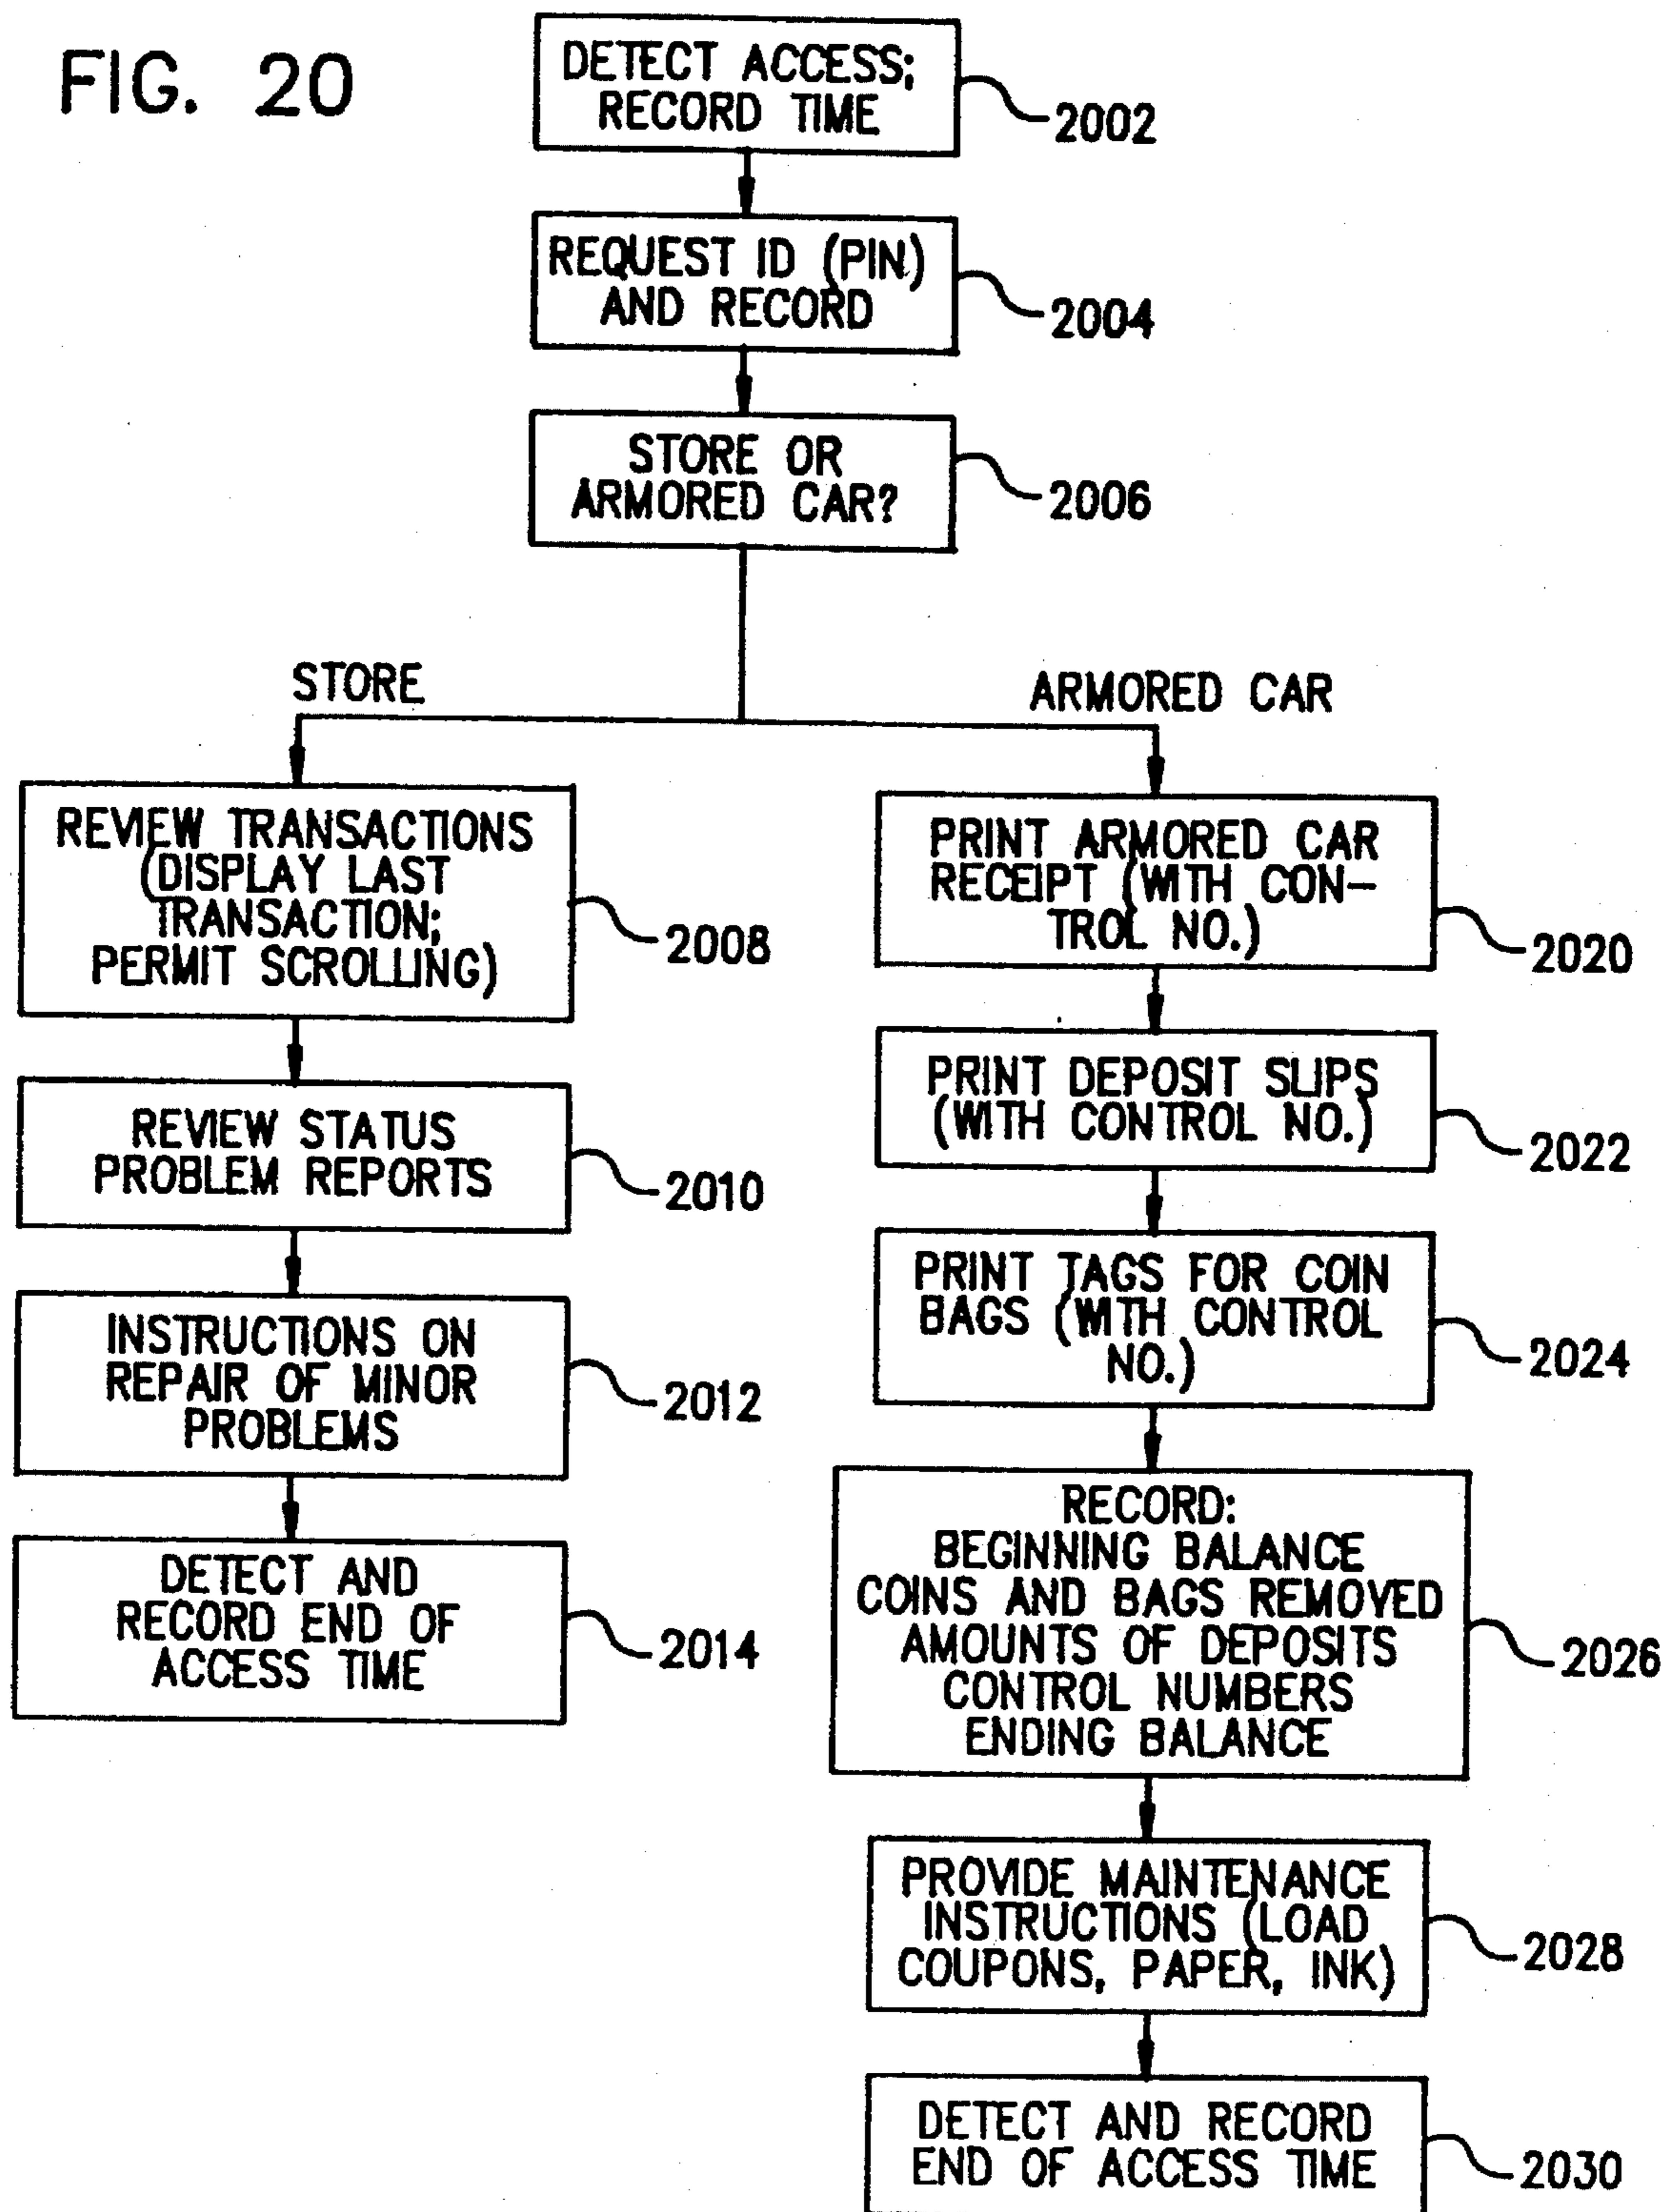 FIG. 20
DETECT ACCESS;
RECORD TIME
2002
REQUEST ID (PIN)
AND RECORD
2004
STORE OR
ARMORED CAR?
2006
STORE
ARMORED CAR
REVIEW TRANSACTIONS
(DISPLAY LAST
TRANSACTION;
PERMIT SCROLLING)
2008
REVIEW STATUS
PROBLEM REPORTS
2010
INSTRUCTIONS ON
REPAIR OF MINOR
PROBLEMS
2012
DETECT AND
RECORD END OF
ACCESS TIME
2014
PRINT ARMORED CAR
RECEIPT (WITH CON-
TROL NO.)
2020
PRINT DEPOSIT SLIPS
(WITH CONTROL NO.)
2022
PRINT TAGS FOR COIN
BAGS (WITH CONTROL
NO.)
2024
RECORD:
BEGINNING BALANCE
COINS AND BAGS REMOVED
AMOUNTS OF DEPOSITS
CONTROL NUMBERS
ENDING BALANCE
2026
PROVIDE MAINTENANCE
INSTRUCTIONS (LOAD
COUPONS, PAPER, INK)
2028
DETECT AND RECORD
END OF ACCESS TIME
2030